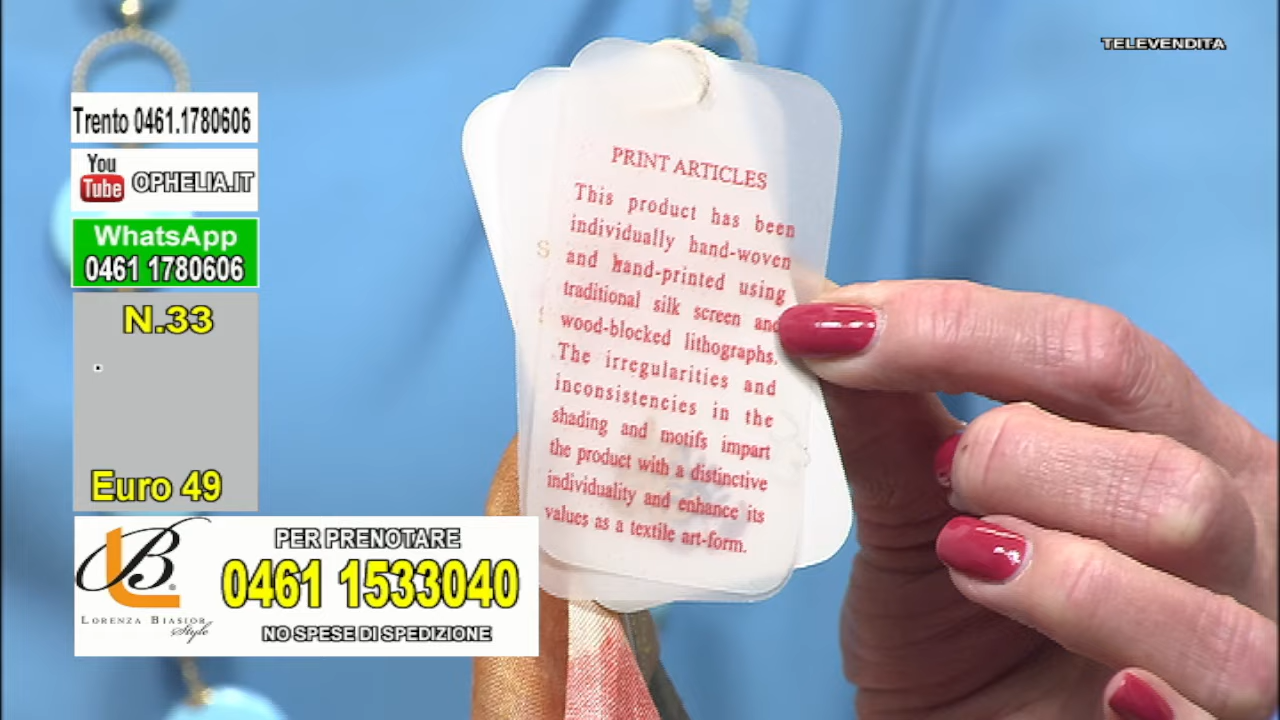 TELEVENDITA
Trento 0461.1780606
You
Tube OPHELIA.IT
WhatsApp
0461 1780606
N.33
Euro 49
LB
LORENZA BIASIOR
Style
PER PRENOTARE
0461 1533040
NO SPESE DI SPEDIZIONE
PRINT ARTICLES
This product has been
individually hand-woven
and hand-printed using
traditional silk screen and
wood-blocked lithographs.
The irregularities and
inconsistencies in the
shading and motifs impart
the product with a distinctive
individuality and enhance its
values as a textile art-form.